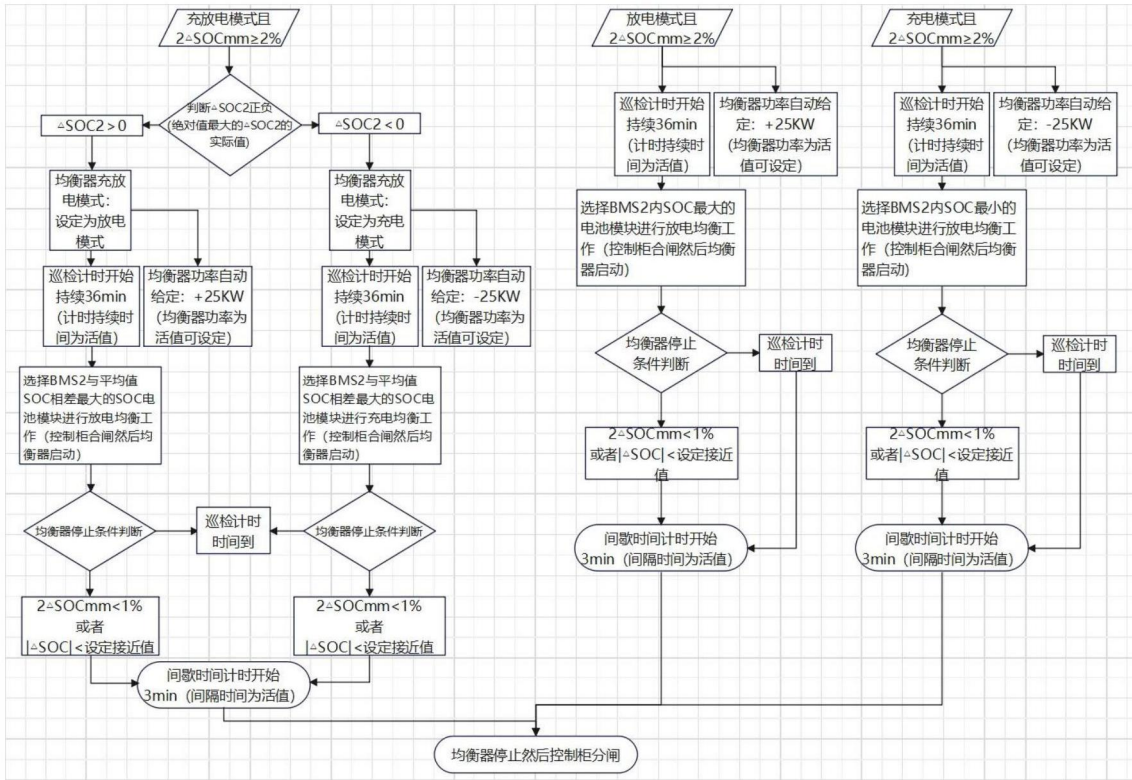 充放电模式且
2△SOCmm≥2%
判断△SOC2正负
(绝对值最大的△SOC2的
实际值)
△SOC2>0
△SOC2<0
均衡器充放
电模式：
设定为放电
模式
均衡器充放
电模式：
设定为充电
模式
巡检计时开始
持续36min
（计时持续时
间为活值）
均衡器功率自动
给定：+25KW
（均衡器功率为
活值可设定）
巡检计时开始
持续36min
（计时持续时
间为活值）
均衡器功率自动
给定：-25KW
（均衡器功率为
活值可设定）
选择BMS2与平均值
SOC相差最大的SOC电
池模块进行放电均衡工
作（控制柜合闸然后均
衡器启动）
选择BMS2与平均值
SOC相差最大的SOC电
池模块进行充电均衡工
作（控制柜合闸然后均
衡器启动）
均衡器停止条件判断
巡检计时
时间到
均衡器停止条件判断
2△SOCmm<1%
或者
|△SOC|<设定接近值
2△SOCmm<1%
或者
|△SOC|<设定接近值
间歇时间计时开始
3min（间隔时间为活值）
放电模式且
2△SOCmm≥2%
巡检计时开始
持续36min
（计时持续时
间为活值）
均衡器功率自动给
定：+25KW
(均衡器功率为活
值可设定)
选择BMS2内SOC最大的
电池模块进行放电均衡工
作（控制柜合闸然后均衡
器启动）
均衡器停止
条件判断
巡检计时
时间到
2△SOCmm<1%
或者|△SOC|<设定接近
值
间歇时间计时开始
3min（间隔时间为活值）
充电模式且
2△SOCmm≥2%
巡检计时开始
持续36min
（计时持续时
间为活值）
均衡器功率自动给
定：-25KW
(均衡器功率为活
值可设定)
选择BMS2内SOC最小的
电池模块进行放电均衡工
作（控制柜合闸然后均衡
器启动）
均衡器停止
条件判断
巡检计时
时间到
2△SOCmm<1%
或者|△SOC|<设定接近
值
间歇时间计时开始
3min（间隔时间为活值）
均衡器停止然后控制柜分闸